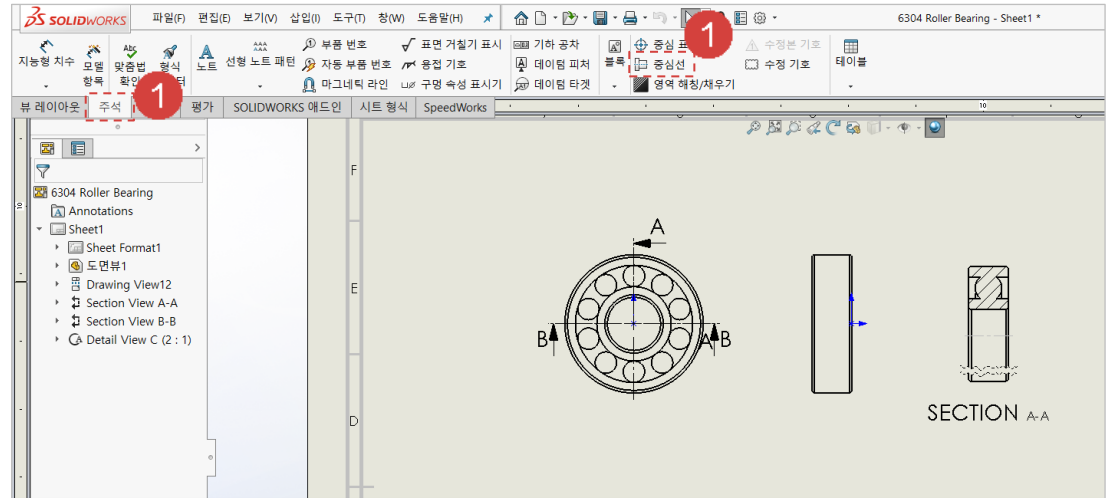 SOLIDWORKS 파일(F) 편집(E) 보기(V) 삽입(I) 도구(T) 창(W) 도움말(H) 6304 Roller Bearing - Sheet1 *
지능형 치수
모델 항목
Abc
맞춤법
형식
노트
선형 노트 패턴
부품 번호
자동 부품 번호
마그네틱 라인
표면 거칠기 표시
용접 기호
구멍 속성 표시기
기하 공차
데이텀 피처
데이텀 타겟
블록
중심
중심선
영역 해칭/채우기
수정본 기호
수정 기호
테이블
1
1
뷰 레이아웃 주석 평가 SOLIDWORKS 애드인 시트 형식 SpeedWorks
10
10
6304 Roller Bearing
Annotations
Sheet1
Sheet Format1
도면뷰1
Drawing View12
Section View A-A
Section View B-B
Detail View C (2 : 1)
F
E
D
A
B
A
B
SECTION A-A